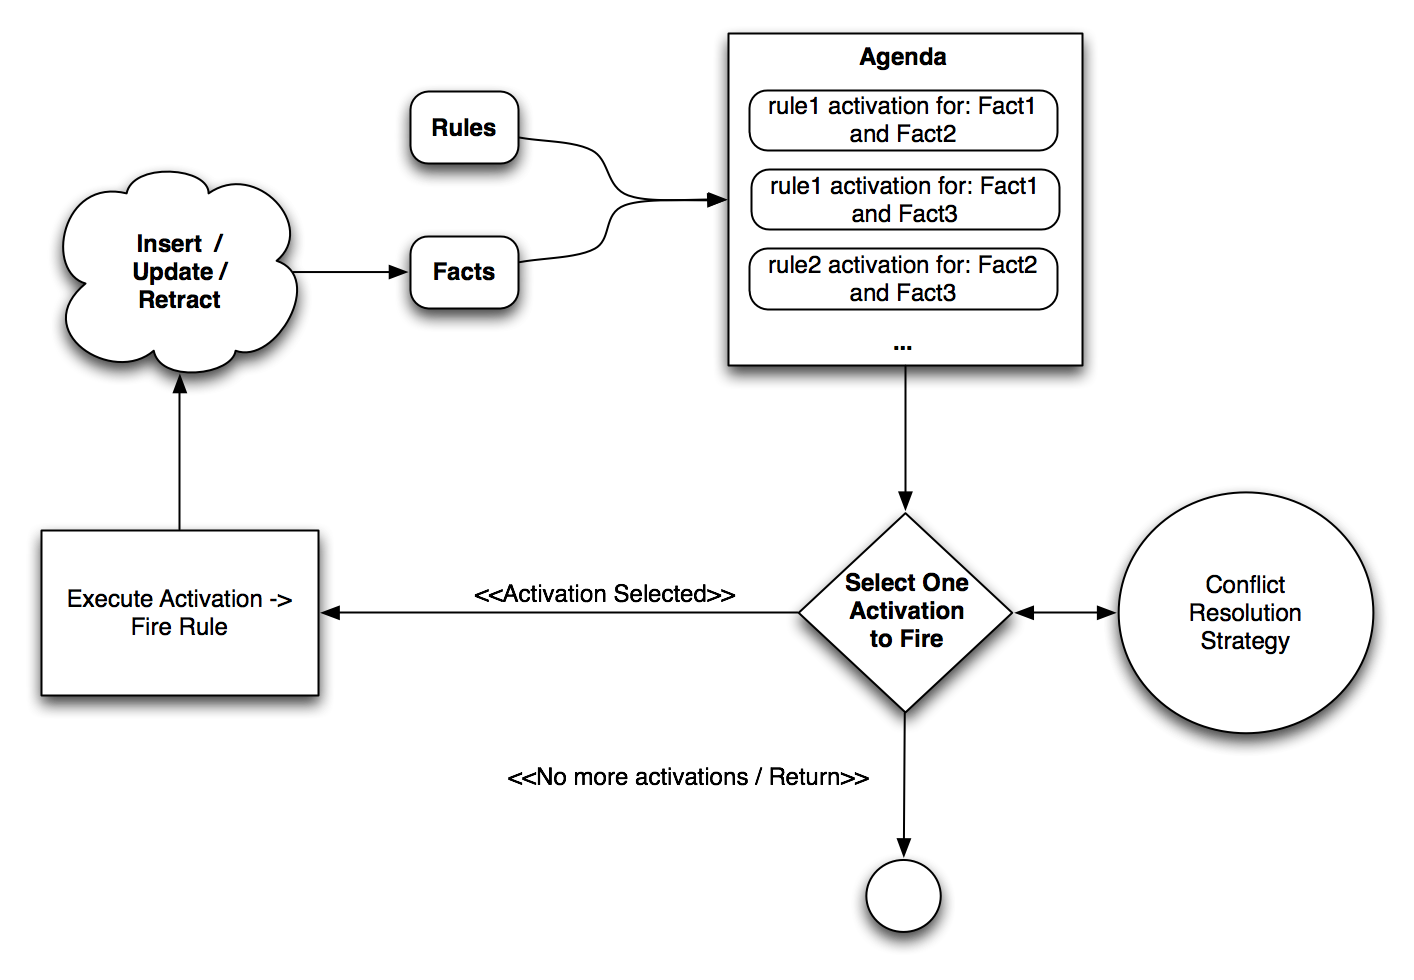 Agenda
rule1 activation for: Fact1
and Fact2
rule1 activation for: Fact1
and Fact3
rule2 activation for: Fact2
and Fact3
...
Rules
Facts
Insert /
Update /
Retract
Select One
Activation
to Fire
Conflict
Resolution
Strategy
<<Activation Selected>>
Execute Activation ->
Fire Rule
<<No more activations / Return>>